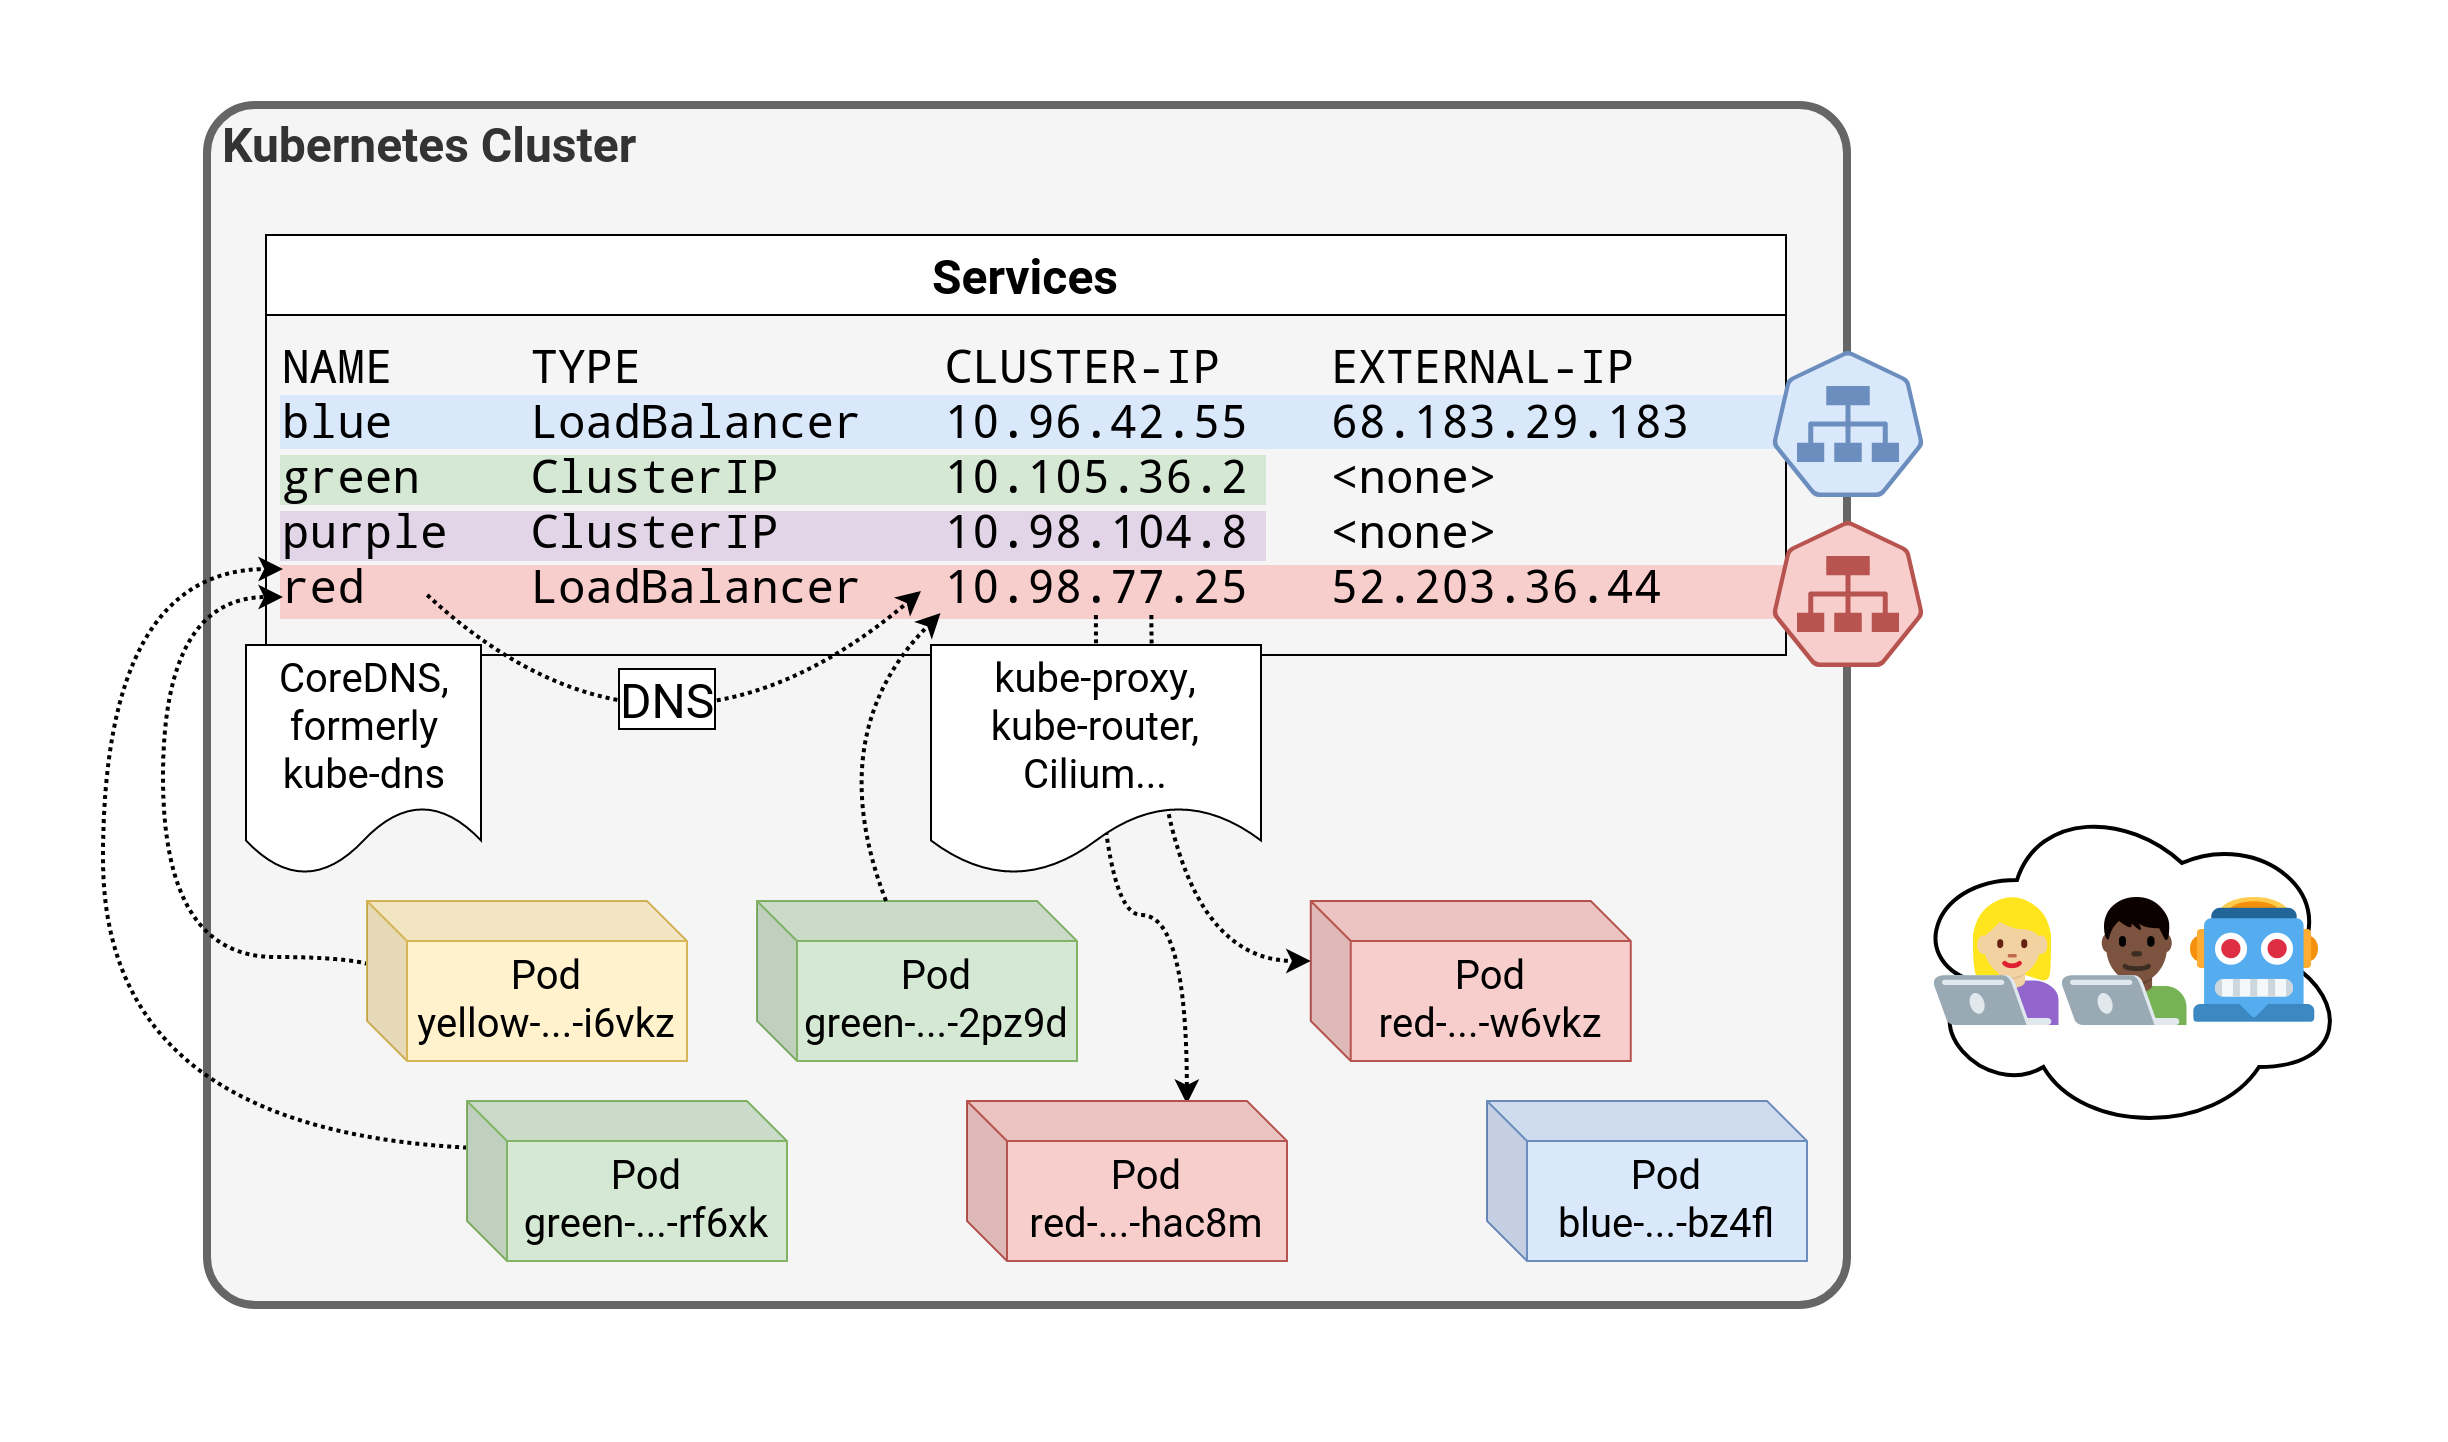 Kubernetes Cluster
Services
NAME TYPE CLUSTER-IP EXTERNAL-IP
blue LoadBalancer 10.96.42.55 68.183.29.183
green ClusterIP 10.105.36.2 <none>
purple ClusterIP 10.98.104.8 <none>
red LoadBalancer 10.98.77.25 52.203.36.44
CoreDNS,
formerly
kube-dns
DNS
kube-proxy,
kube-router,
Cilium...
Pod
yellow-...-i6vkz
Pod
green-...-2pz9d
Pod
red-...-w6vkz
Pod
green-...-rf6xk
Pod
red-...-hac8m
Pod
blue-...-bz4fl